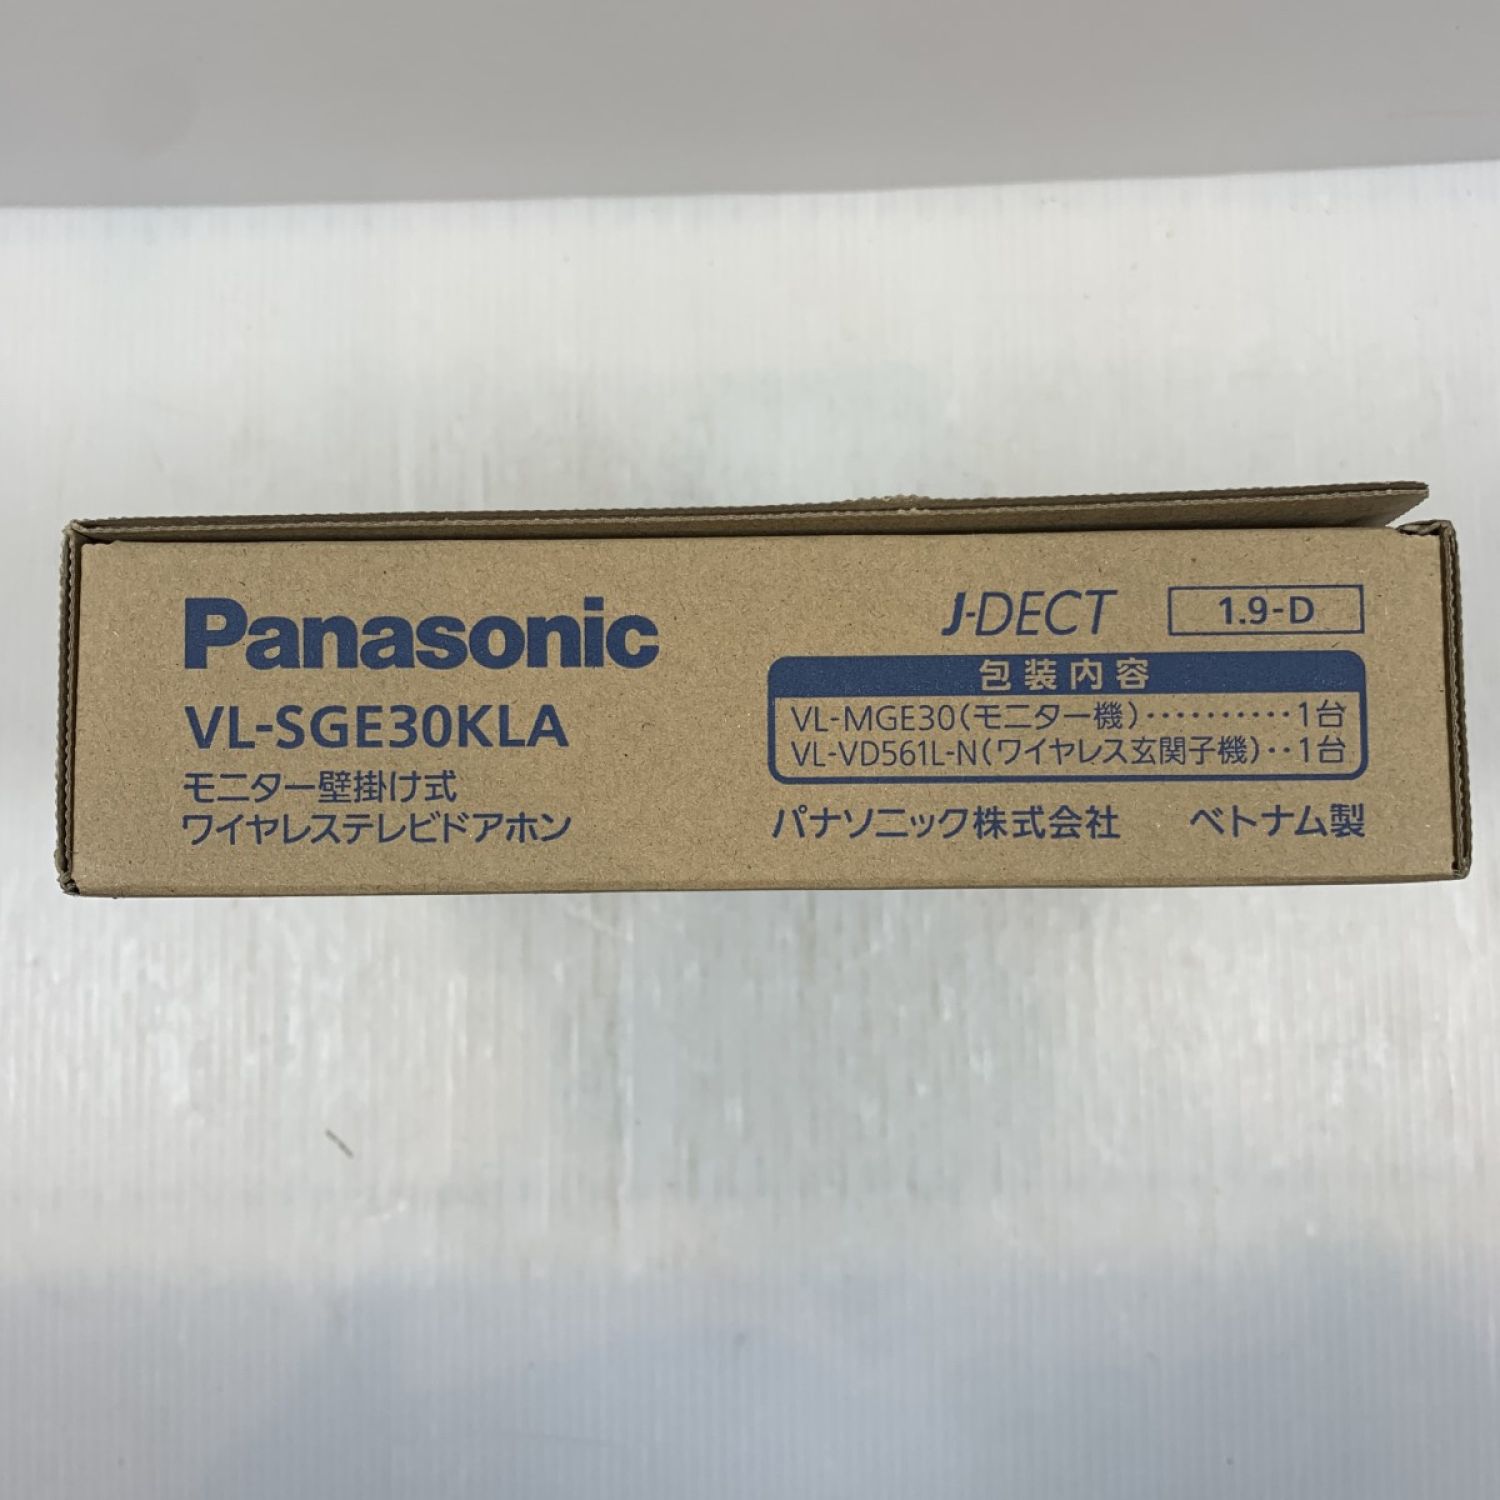 Panasonic
VL-SGE30KLA
モニター壁掛け式
ワイヤレステレビドアホン
J-DECT 1.9-D
包装内容
VL-MGE30(モニター機)··········1台
VL-VD561L-N(ワイヤレス玄関子機)··1台
パナソニック株式会社 ベトナム製